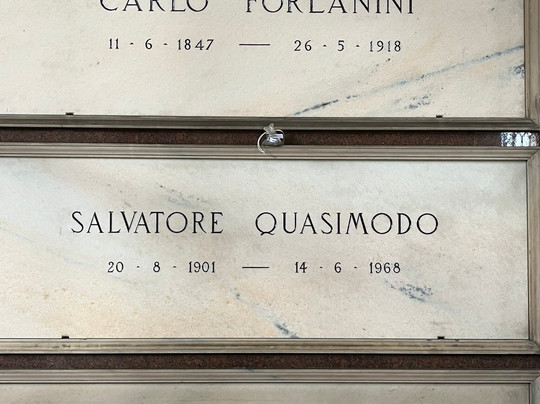 CARLO FORLANINI
11 - 6 - 1847 — 26 - 5 - 1918
SALVATORE QUASIMODO
20 - 8 - 1901 — 14 - 6 - 1968